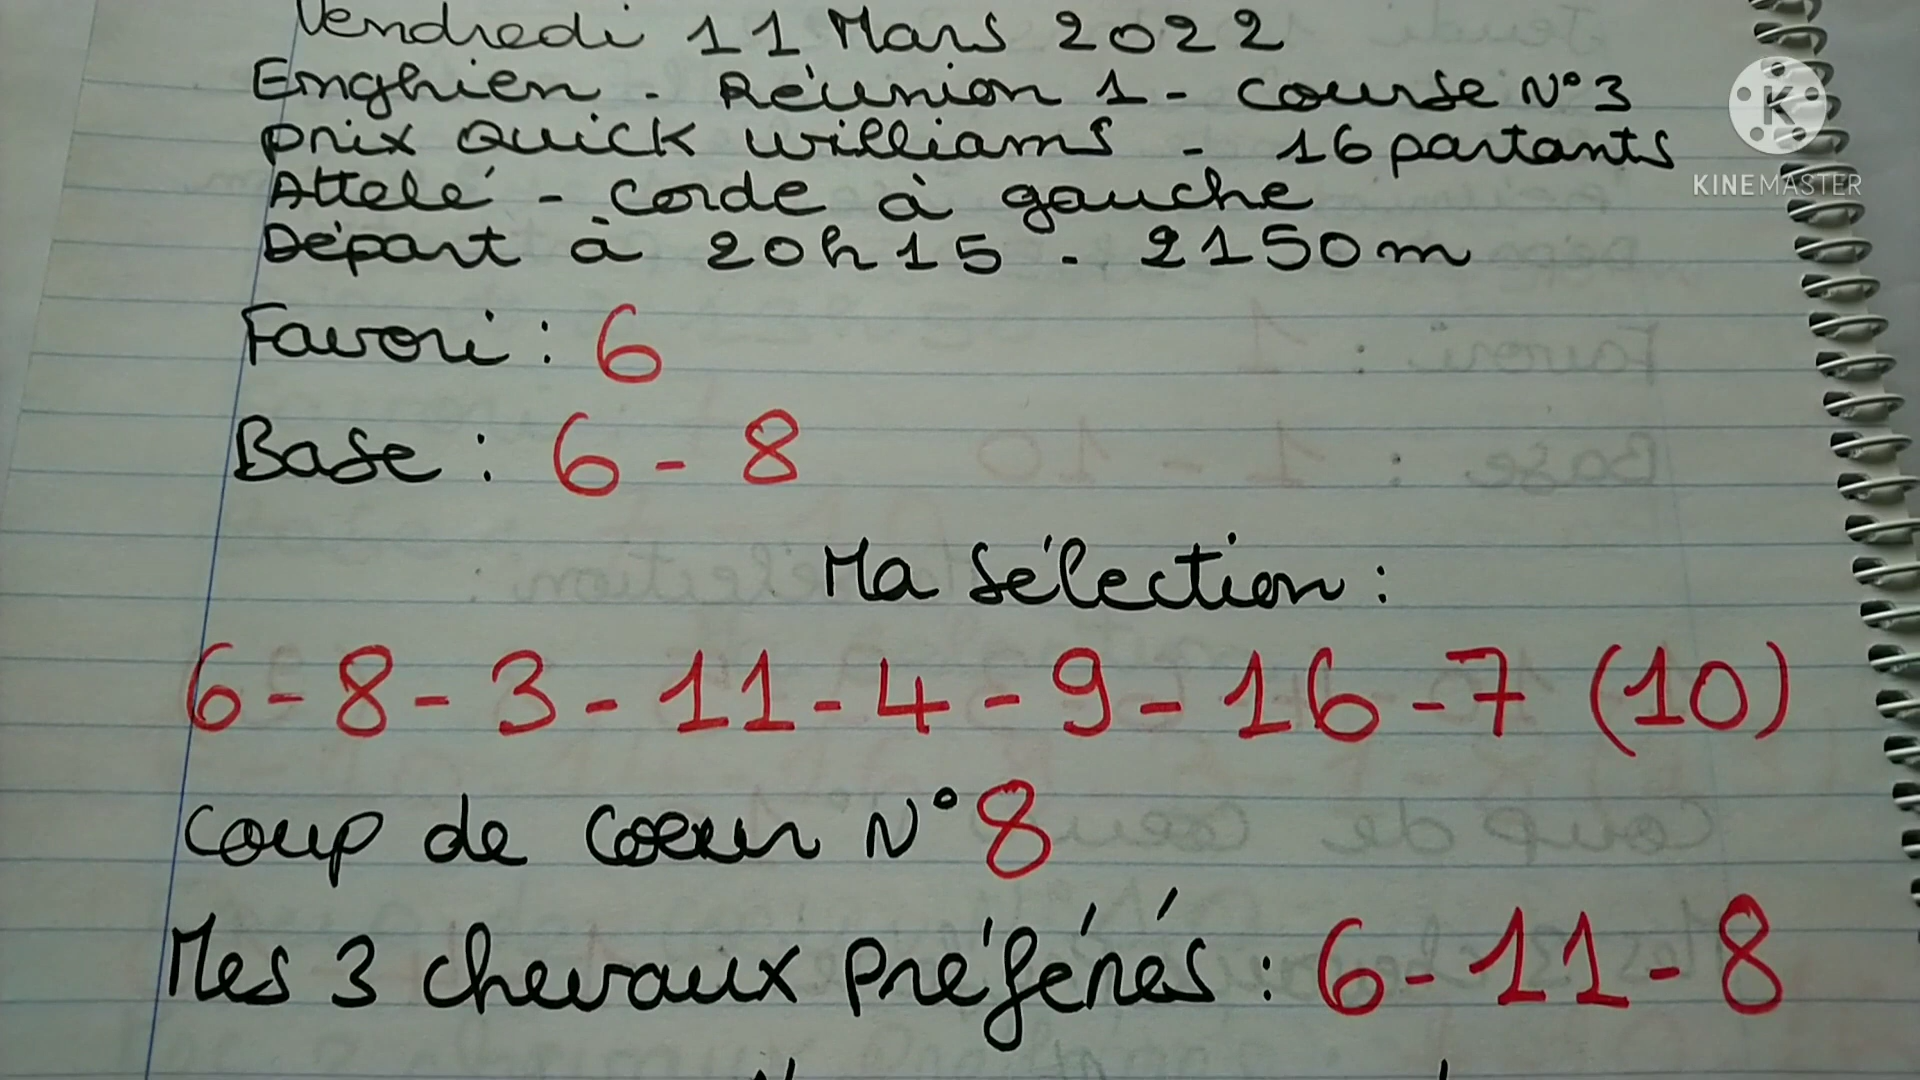 Vendredi 11 Mars 2022
Enghien - Réunion 1 - course N°3
prix Quick Williams - 16 partants
Attelé - corde à gauche
Départ à 20h15 - 2150m
Favori : 6
Base : 6 - 8
Ma Sélection :
6 - 8 - 3 - 11 - 4 - 9 - 16 - 7 (10)
coup de coeur N°8
Mes 3 chevaux préférés : 6 - 11 - 8
KINEMASTER